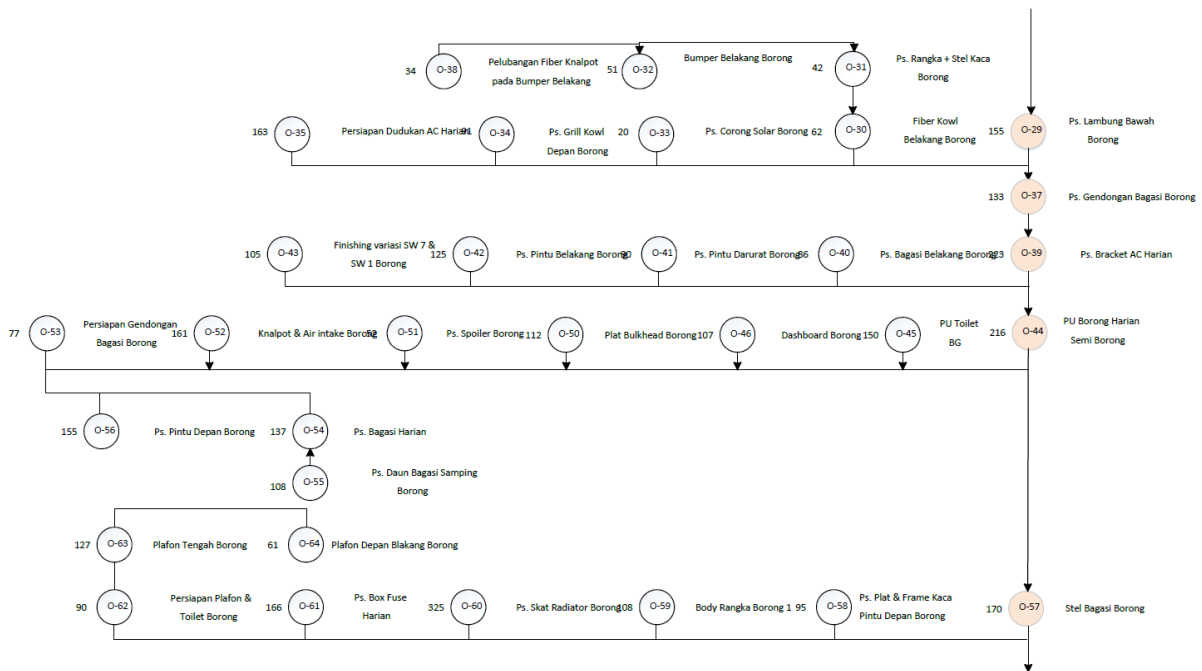 34 O-38 Pelubangan Fiber Knalpot
pada Bumper Belakang
51 O-32 Bumper Belakang Borong
42 O-31 Ps. Rangka + Stel Kaca
Borong
163 O-35 Persiapan Dudukan AC Harian
91 O-34 Ps. Grill Kowl
Depan Borong
20 O-33 Ps. Corong Solar Borong
62 O-30 Fiber Kowl
Belakang Borong
155 O-29 Ps. Lambung Bawah
Borong
133 O-37 Ps. Gendongan Bagasi Borong
105 O-43 Finishing variasi SW 7 &
SW 1 Borong
125 O-42 Ps. Pintu Belakang Borong
O-41 Ps. Pintu Darurat Borong
O-40 Ps. Bagasi Belakang Borong
O-39 Ps. Bracket AC Harian
77 O-53 Persiapan Gendongan
Bagasi Borong
161 O-52 Knalpot & Air intake Borong
52 O-51 Ps. Spoiler Borong
112 O-50 Plat Bulkhead Borong
107 O-46 Dashboard Borong
150 O-45 PU Toilet
BG
216 O-44 PU Borong Harian
Semi Borong
155 O-56 Ps. Pintu Depan Borong
137 O-54 Ps. Bagasi Harian
108 O-55 Ps. Daun Bagasi Samping
Borong
127 O-63 Plafon Tengah Borong
61 O-64 Plafon Depan Blakang Borong
90 O-62 Persiapan Plafon &
Toilet Borong
166 O-61 Ps. Box Fuse
Harian
325 O-60 Ps. Skat Radiator Borong
108 O-59 Body Rangka Borong 1
95 O-58 Ps. Plat & Frame Kaca
Pintu Depan Borong
170 O-57 Stel Bagasi Borong